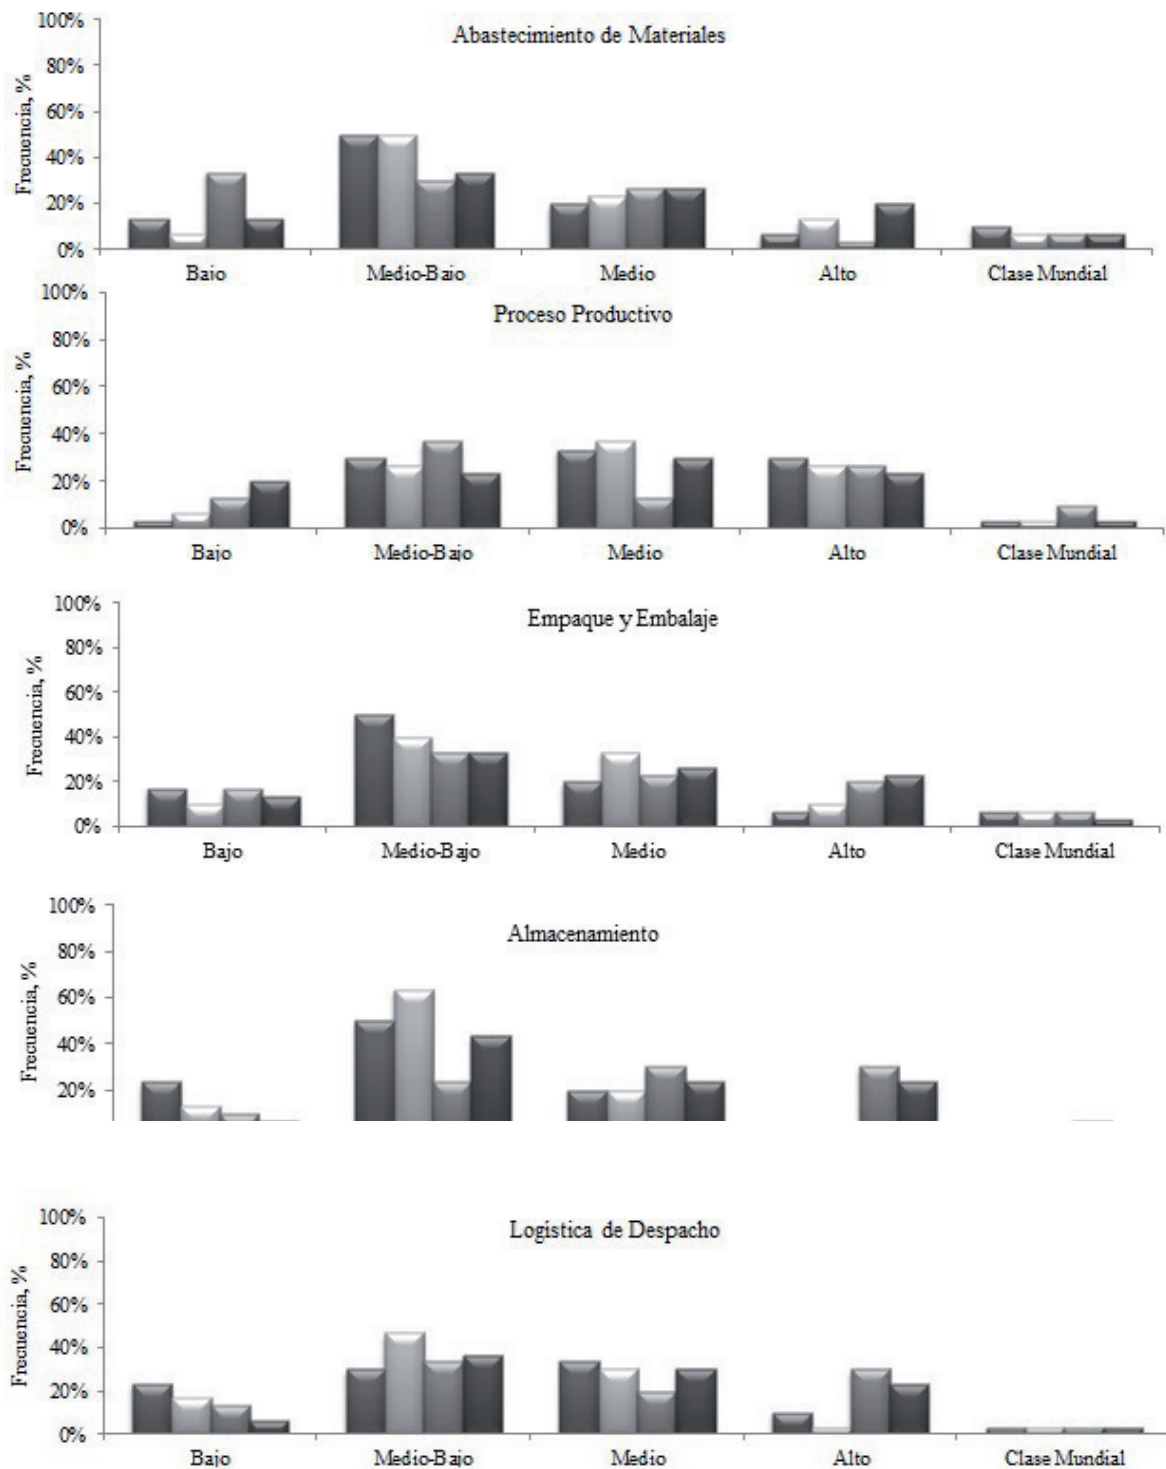 Abastecimiento de Materiales
Frecuencia, %
100%
80%
60%
40%
20%
0%
Bajo Medio-Bajo Medio Alto Clase Mundial
Proceso Productivo
Frecuencia, %
100%
80%
60%
40%
20%
0%
Bajo Medio-Bajo Medio Alto Clase Mundial
Empaque y Embalaje
Frecuencia, %
100%
80%
60%
40%
20%
0%
Bajo Medio-Bajo Medio Alto Clase Mundial
Almacenamiento
Frecuencia, %
100%
80%
60%
40%
20%
Logistica de Despacho
Frecuencia, %
100%
80%
60%
40%
20%
0%
Bajo Medio-Bajo Medio Alto Clase Mundial